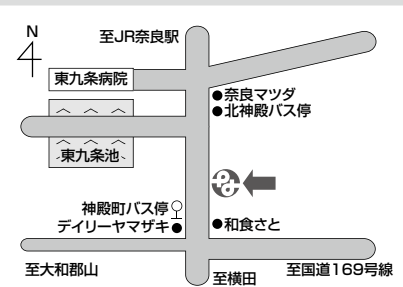 N
至JR奈良駅
東九条病院
●奈良マツダ
●北神殿バス停
東九条池
神殿町バス停
デイリーヤマザキ●
●和食さと
至大和郡山
至横田
至国道169号線